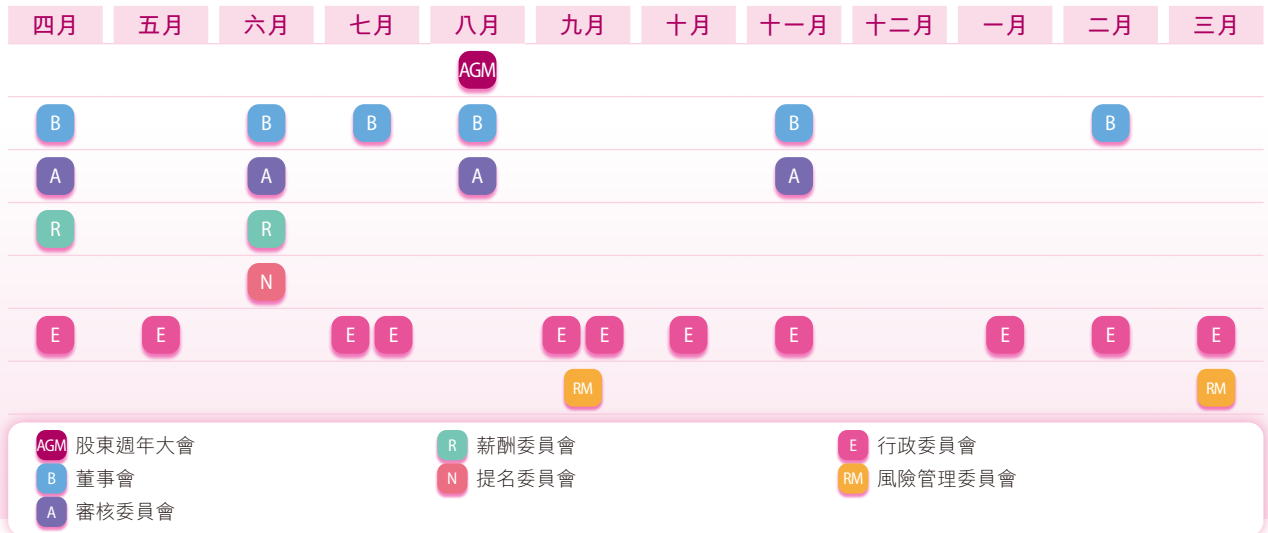 四月 五月 六月 七月 八月 九月 十月 十一月 十二月 一月 二月 三月
AGM
B B B B B B
A A A A
R R
N
E E E E E E E E E E E
RM RM
AGM 股東週年大會 R 薪酬委員會 E 行政委員會
B 董事會 N 提名委員會 RM 風險管理委員會
A 審核委員會